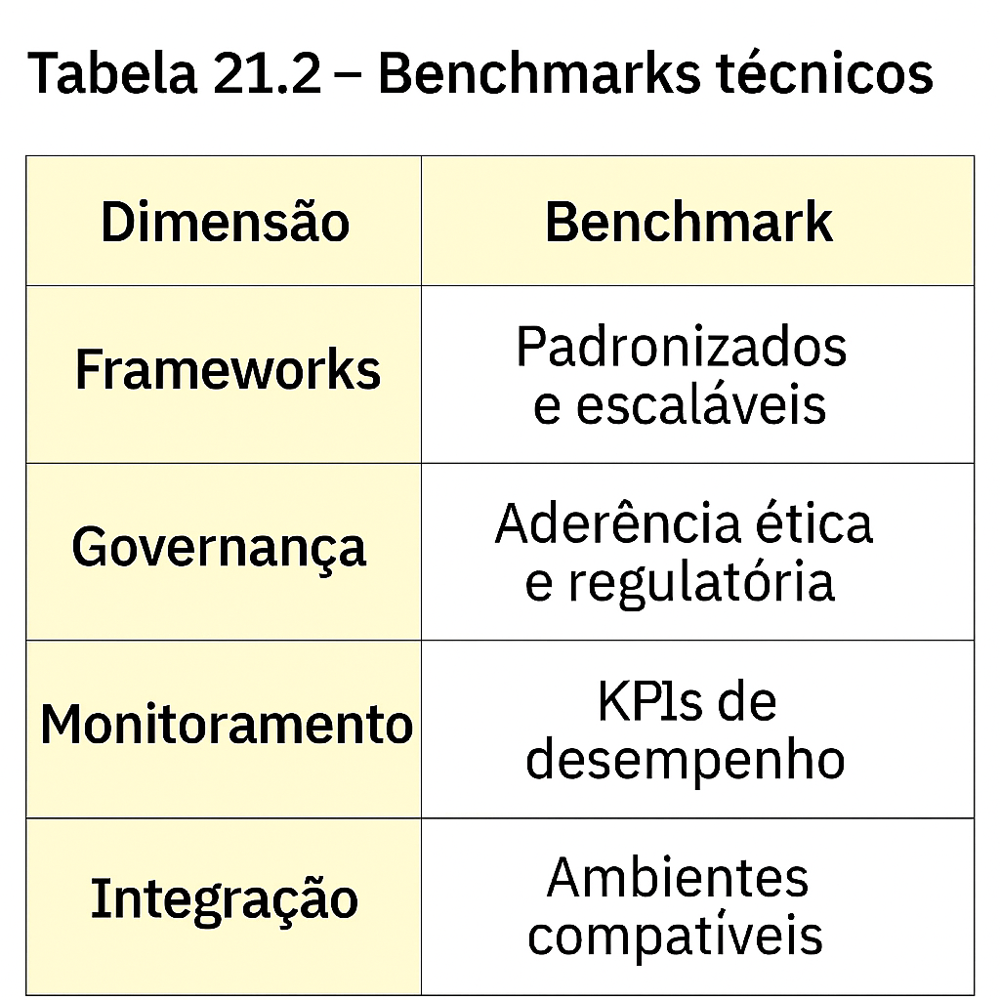 Tabela 21.2 – Benchmarks técnicos
Dimensão
Benchmark
Frameworks
Padronizados
e escaláveis
Governança
Aderência ética
e regulatória
Monitoramento
KPIs de
desempenho
Integração
Ambientes
compatíveis